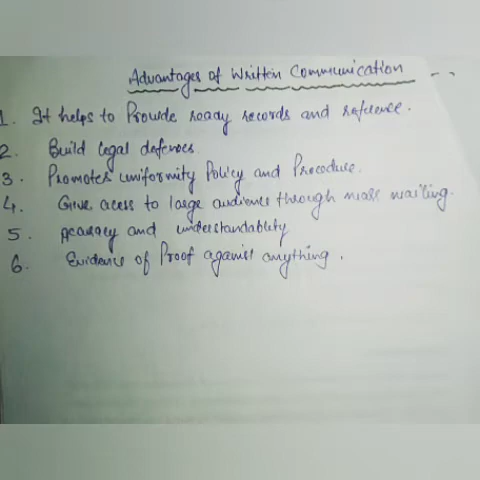 Advantages of Written Communication --
1. It helps to Provide ready records and reference.
2. Build legal defences
3. Promotes uniformity Policy and Procedure.
4. Give acess to large audience through mass mailing.
5. Accuracy and understandability
6. Evidence of Proof against anything.